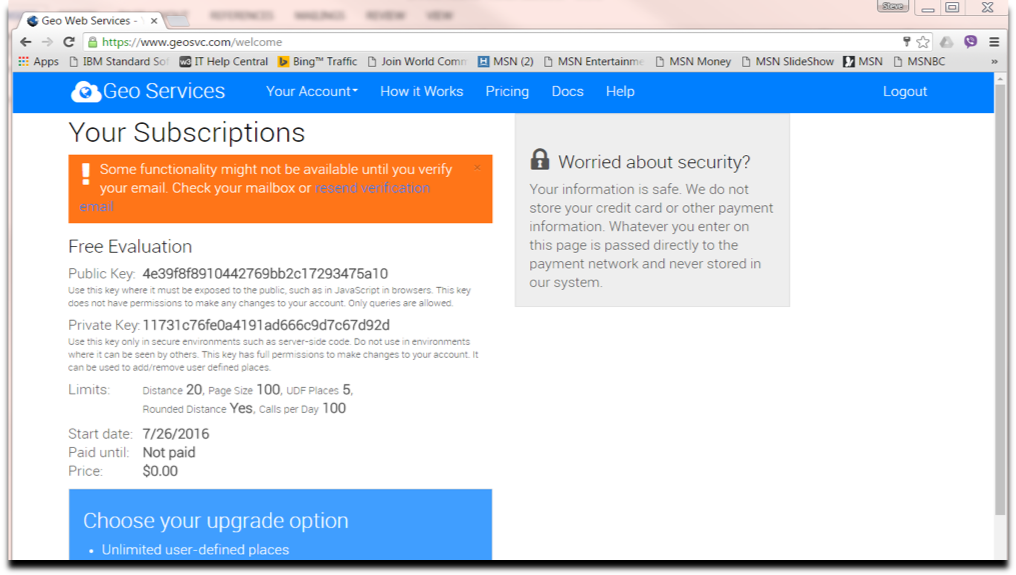 REFERENCES MAILINGS REVIEW VIEW
Steve
Geo Web Services - Y
https://www.geosvc.com/welcome
Apps IBM Standard Sof IT Help Central Bing™ Traffic Join World Comm MSN (2) MSN Entertainme MSN Money MSN SlideShow MSN MSNBC »
Geo Services Your Account How it Works Pricing Docs Help Logout
Your Subscriptions
! Some functionality might not be available until you verify
your email. Check your mailbox or resend verification
email
Free Evaluation
Public Key: 4e39f8f8910442769bb2c17293475a10
Use this key where it must be exposed to the public, such as in JavaScript in browsers. This key
does not have permissions to make any changes to your account. Only queries are allowed.
Private Key: 11731c76fe0a4191ad666c9d7c67d92d
Use this key only in secure environments such as server-side code. Do not use in environments
where it can be seen by others. This key has full permissions to make changes to your account. It
can be used to add/remove user defined places.
Limits: Distance 20, Page Size 100, UDF Places 5,
Rounded Distance Yes, Calls per Day 100
Start date: 7/26/2016
Paid until: Not paid
Price: $0.00
Choose your upgrade option
• Unlimited user-defined places
Worried about security?
Your information is safe. We do not
store your credit card or other payment
information. Whatever you enter on
this page is passed directly to the
payment network and never stored in
our system.